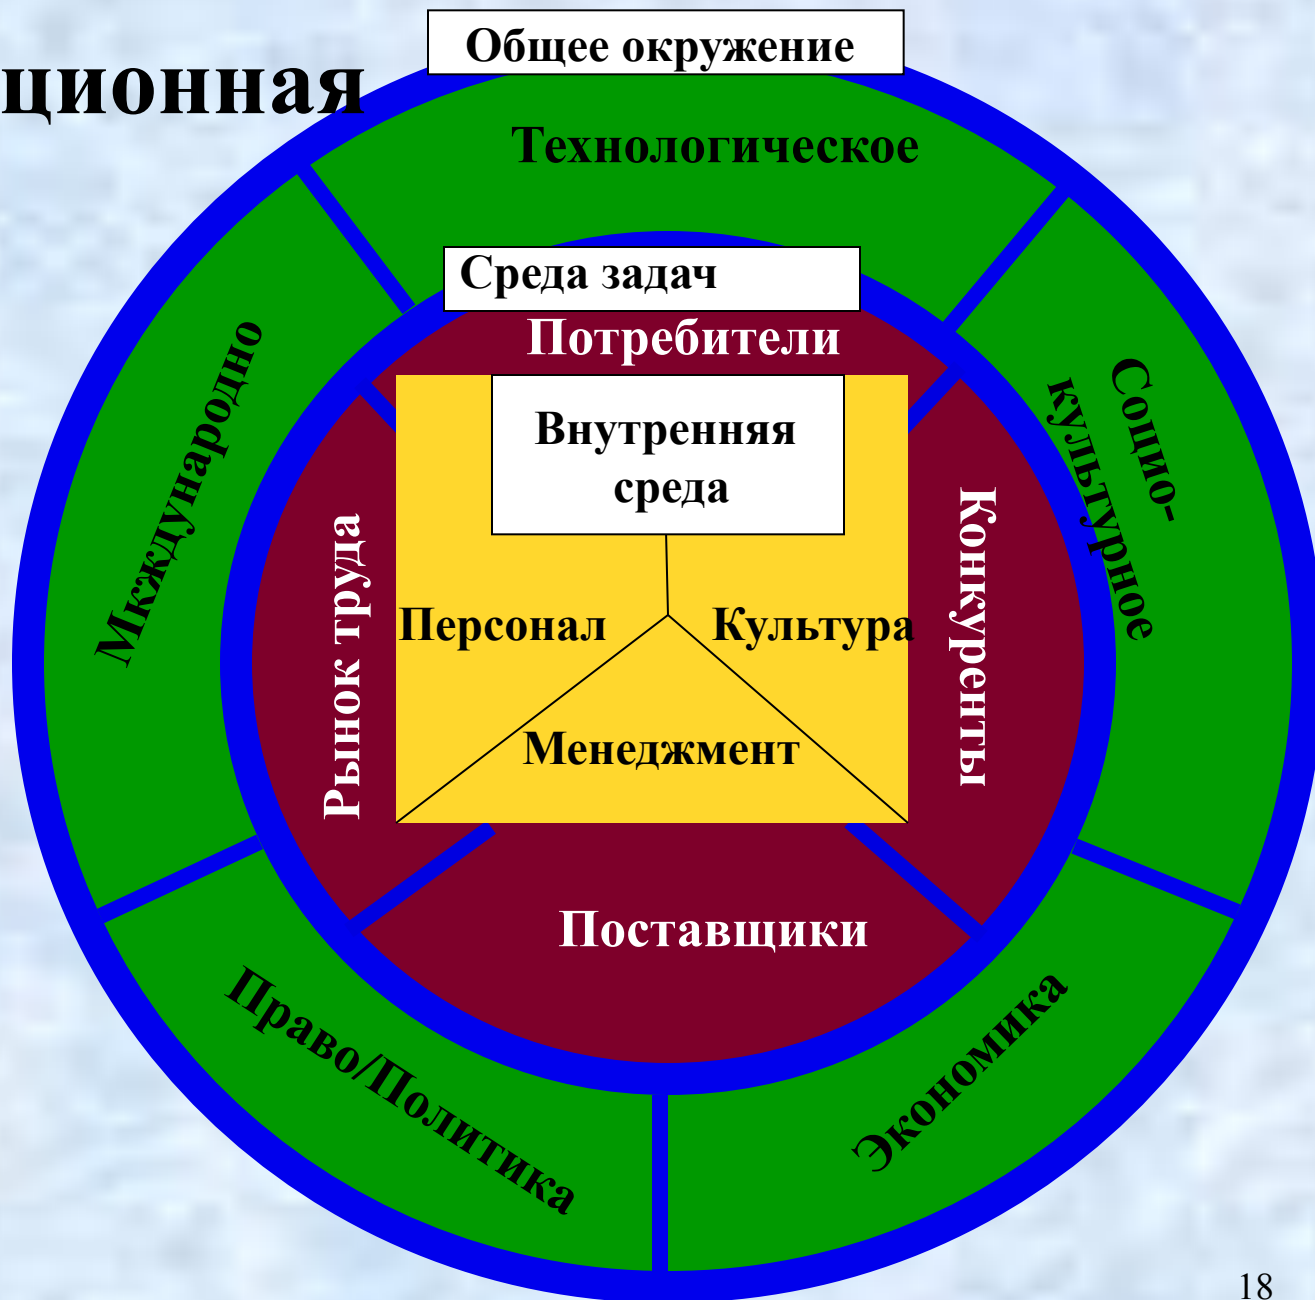 Общее окружение
ционная
Технологическое
Среда задач
Потребители
Внутренняя
среда
Мкждународно
Социо-
культурное
Рынок труда
Конкуренты
Персонал
Культура
Менеджмент
Поставщики
Право/Политика
Экономика
18